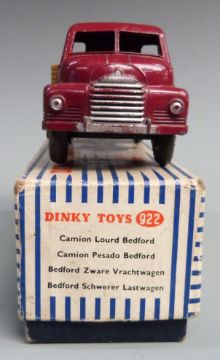 DINKY TOYS 922
Camion Lourd Bedford
Camion Pesado Bedford
Bedford Zware Vrachtwagen
Bedford Schwerer Lastwagen